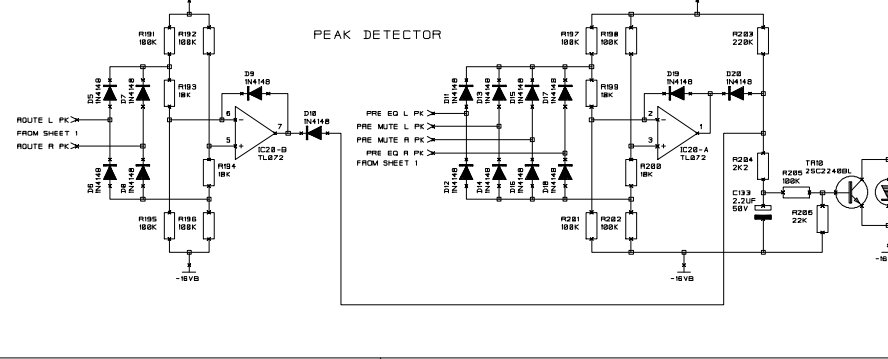 PEAK DETECTOR
R191
100K
R192
100K
D5
1N4148
D7
1N4148
R193
10K
D9
1N4148
D10
1N4148
ROUTE L PK
FROM SHEET 1
ROUTE R PK
6
5
7
IC20-B
TL072
D6
1N4148
D8
1N4148
R194
10K
R195
100K
R196
100K
-16VB
R197
100K
R198
100K
D11
1N4148
D13
1N4148
D15
1N4148
D17
1N4148
R199
10K
D19
1N4148
D20
1N4148
R203
220K
PRE EQ L PK
PRE MUTE L PK
PRE MUTE R PK
PRE EQ R PK
FROM SHEET 1
2
3
1
IC20-A
TL072
D12
1N4148
D14
1N4148
D16
1N4148
D18
1N4148
R200
10K
R201
100K
R202
100K
-16VB
R204
2K2
C133
2.2UF
50V
R205
100K
TR10
2SC2240BL
R206
22K
-16